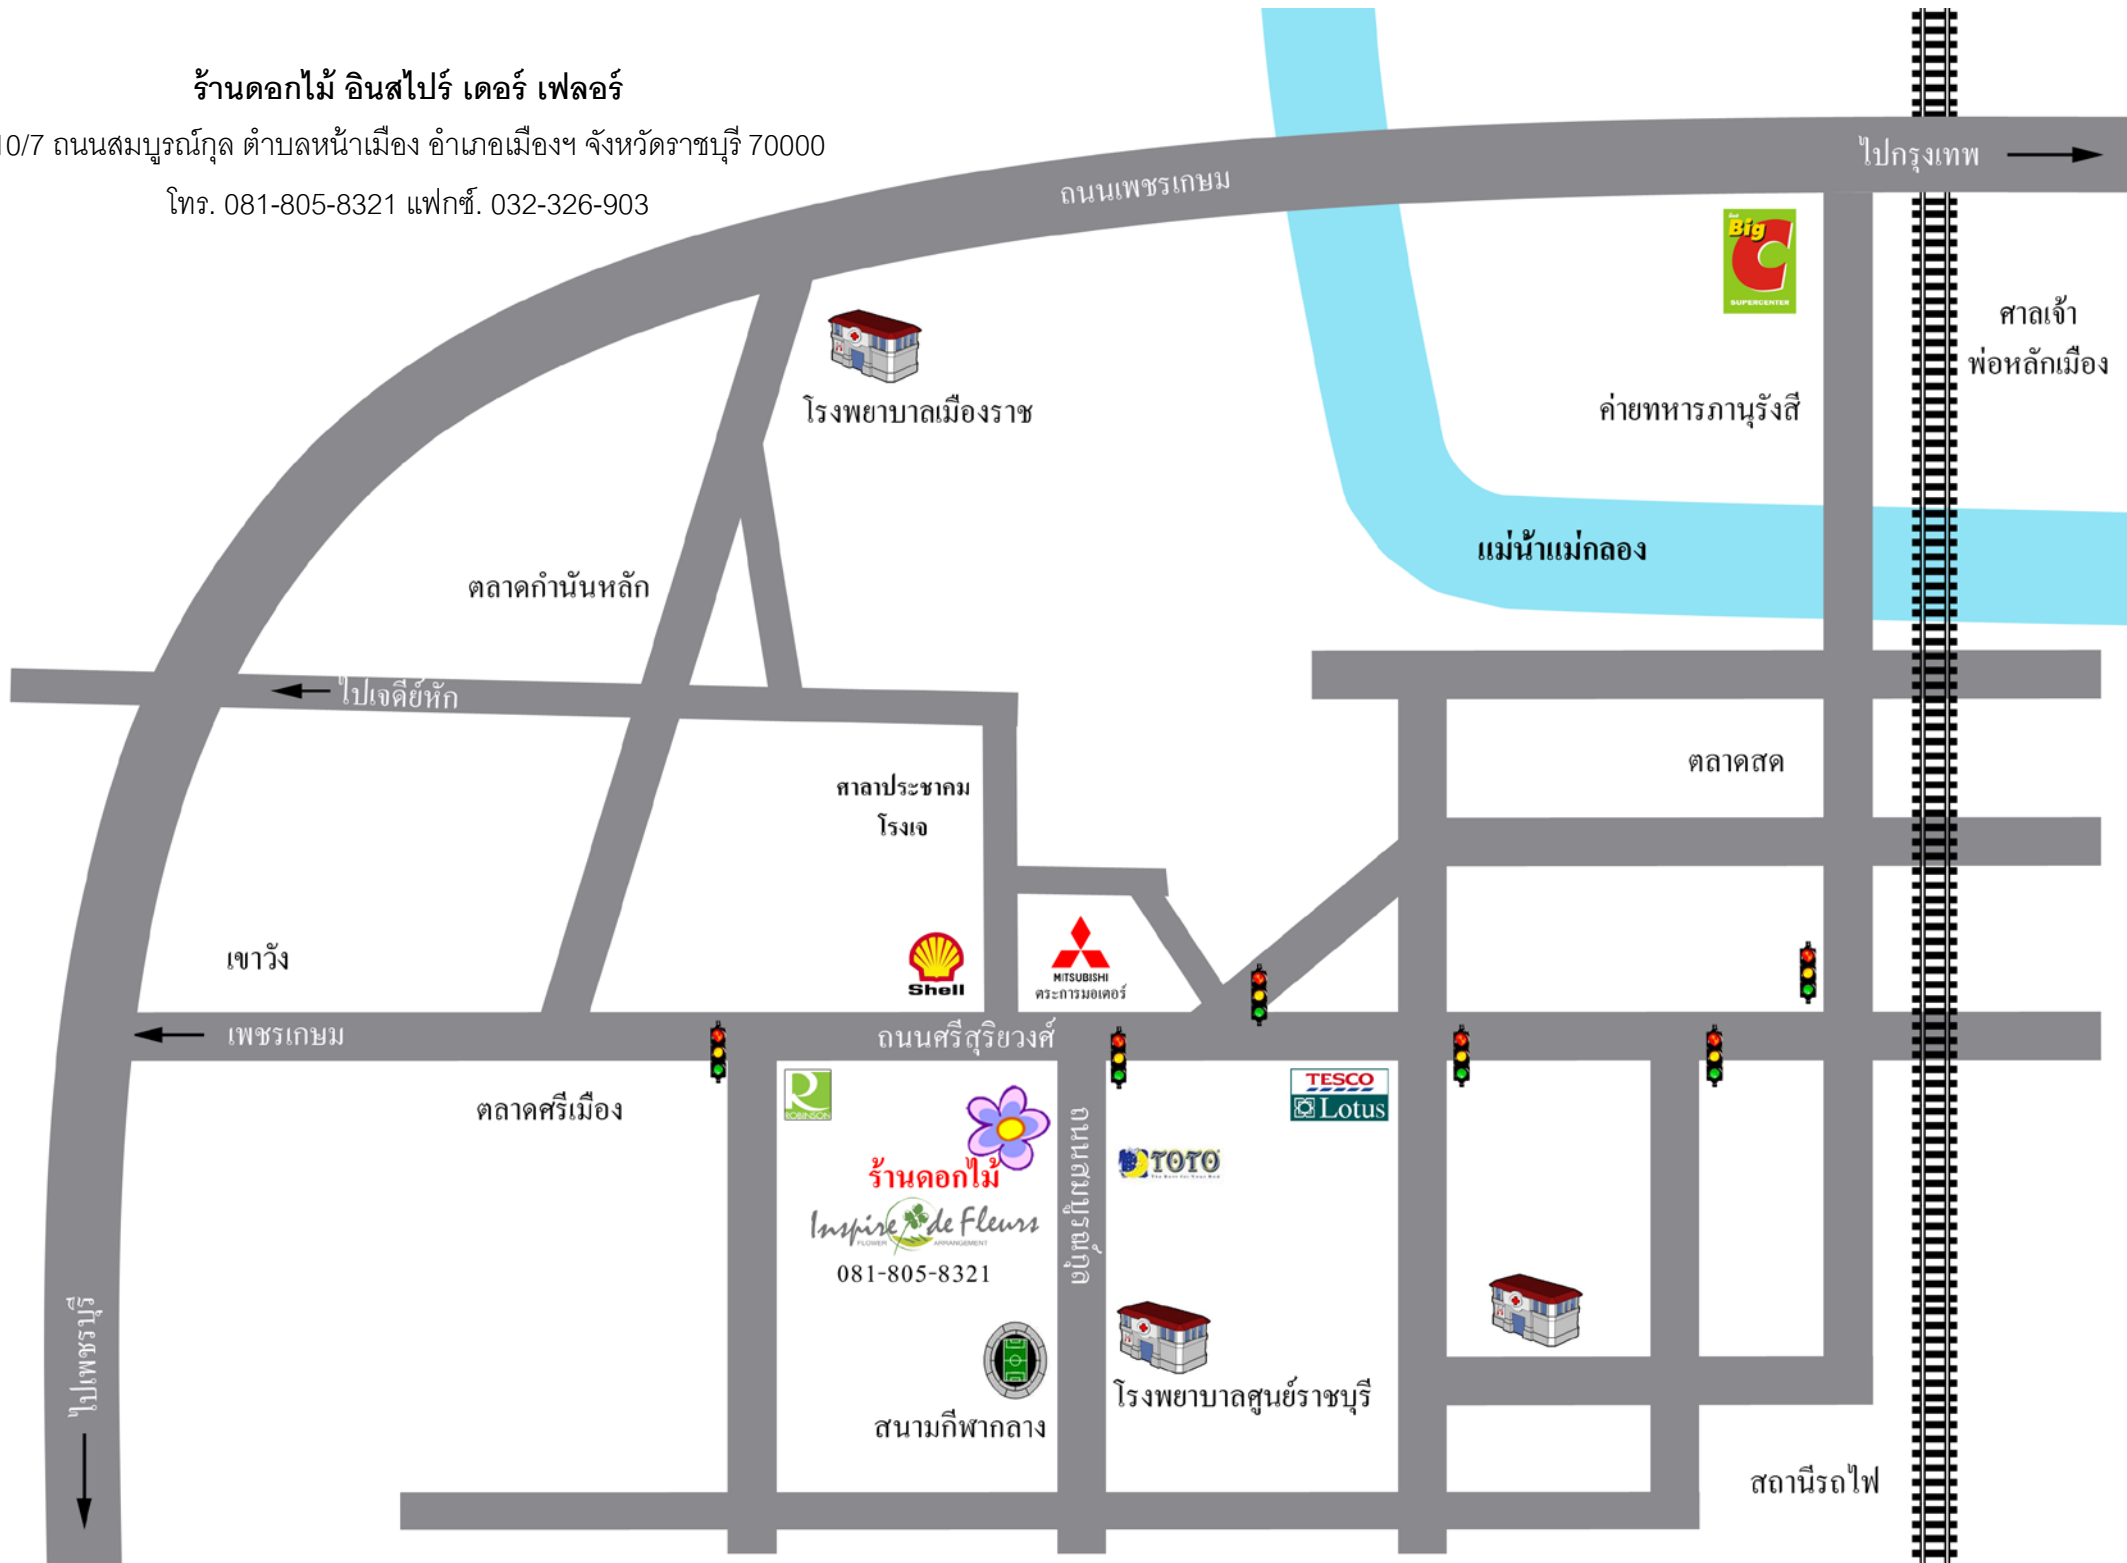 ร้านดอกไม้ อินสไปร์ เดอร์ เฟลอร์
10/7 ถนนสมบูรณ์กุล ตำบลหน้าเมือง อำเภอเมืองฯ จังหวัดราชบุรี 70000
โทร. 081-805-8321 แฟกซ์. 032-326-903
ไปกรุงเทพ
ถนนเพชรเกษม
Big
C
SUPERCENTER
ศาลเจ้า
พ่อหลักเมือง
โรงพยาบาลเมืองราช
ค่ายทหารภานุรังสี
แม่น้ำแม่กลอง
ตลาดกำนันหลัก
ไปเจดีย์หัก
ตลาดสด
ศาลาประชาคม
โรงเจ
เขาวัง
Shell
MITSUBISHI
ตระการมอเตอร์
เพชรเกษม
ถนนศรีสุริยวงศ์
ตลาดศรีเมือง
ROBINSON
TESCO
Lotus
ถนนสมบูรณ์กุล
TOTO
The Best for Your Bed
ร้านดอกไม้
Inspire de Fleurs
FLOWER ARRANGEMENT
081-805-8321
ไปเพชรบุรี
โรงพยาบาลศูนย์ราชบุรี
สนามกีฬากลาง
สถานีรถไฟ